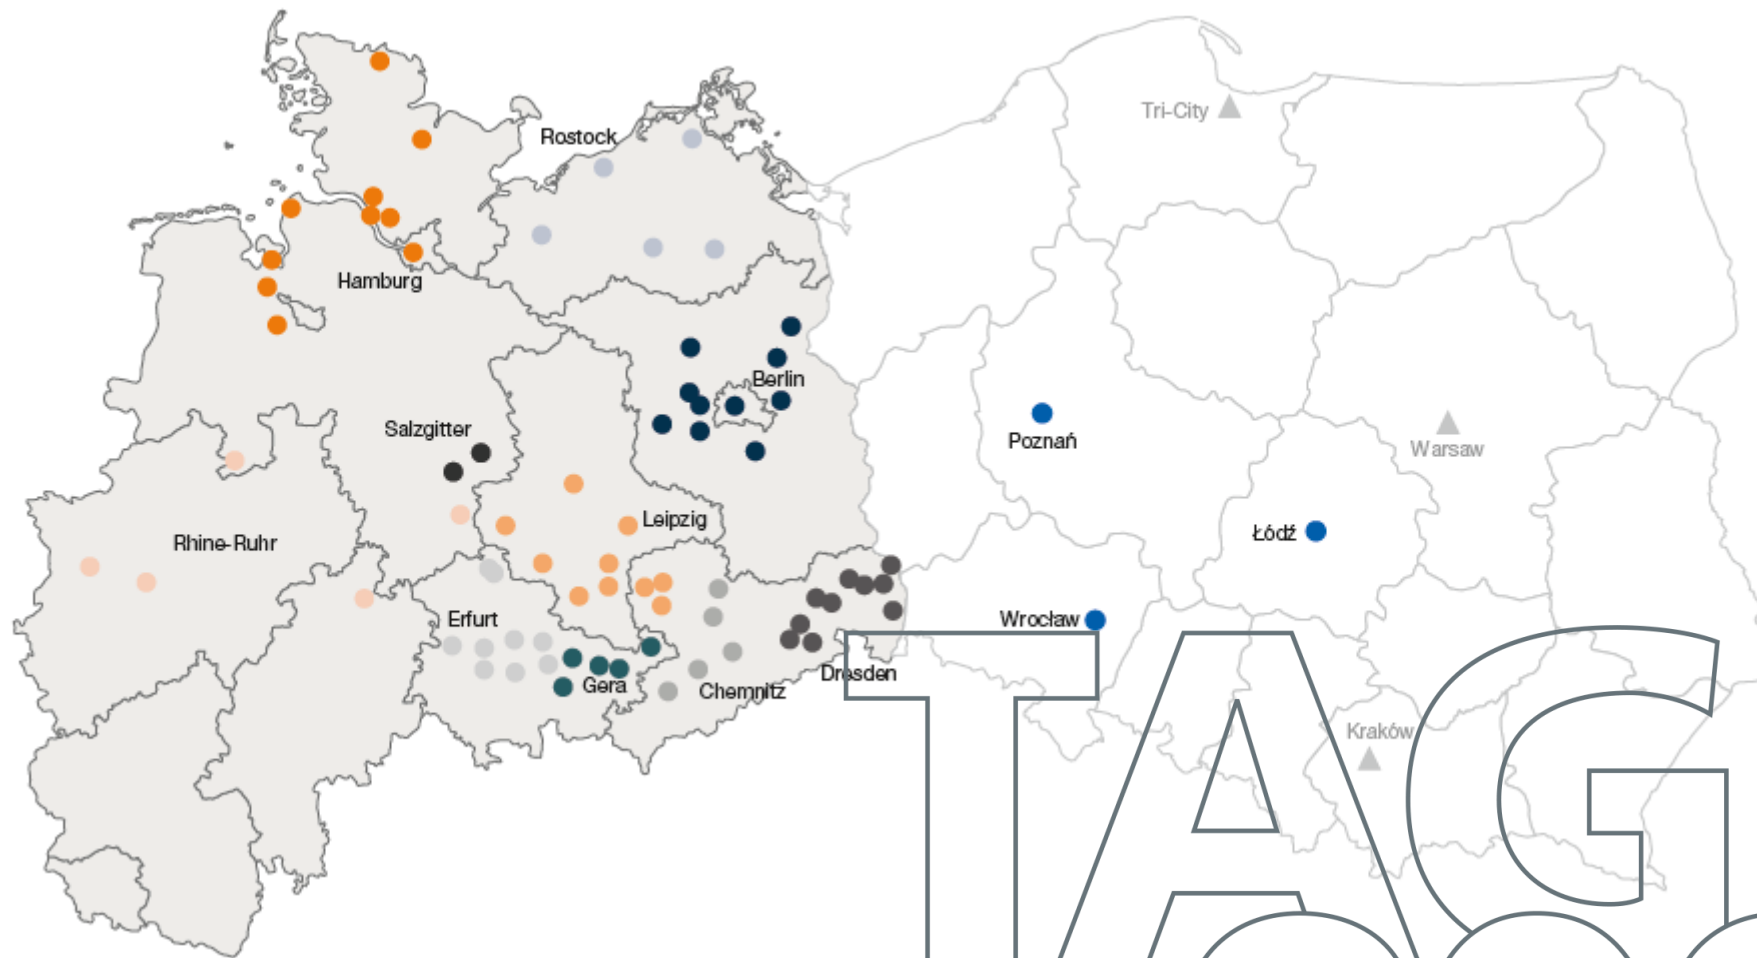 Tri-City
Rostock
Hamburg
Berlin
Salzgitter
Poznań
Warsaw
Leipzig
Rhine-Ruhr
Łódź
Erfurt
Wrocław
Dresden
Gera
Chemnitz
Kraków
TAG